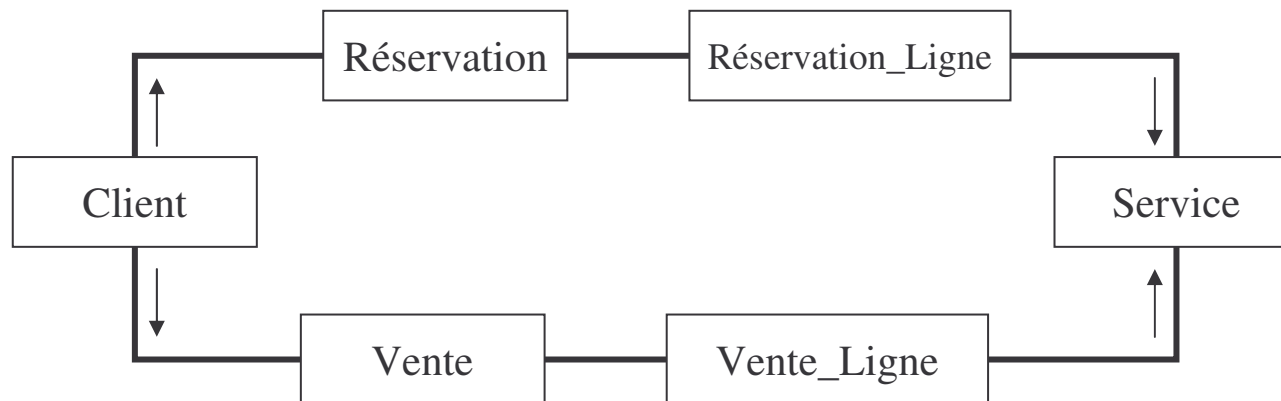 Réservation
Réservation_Ligne
Client
Service
Vente
Vente_Ligne